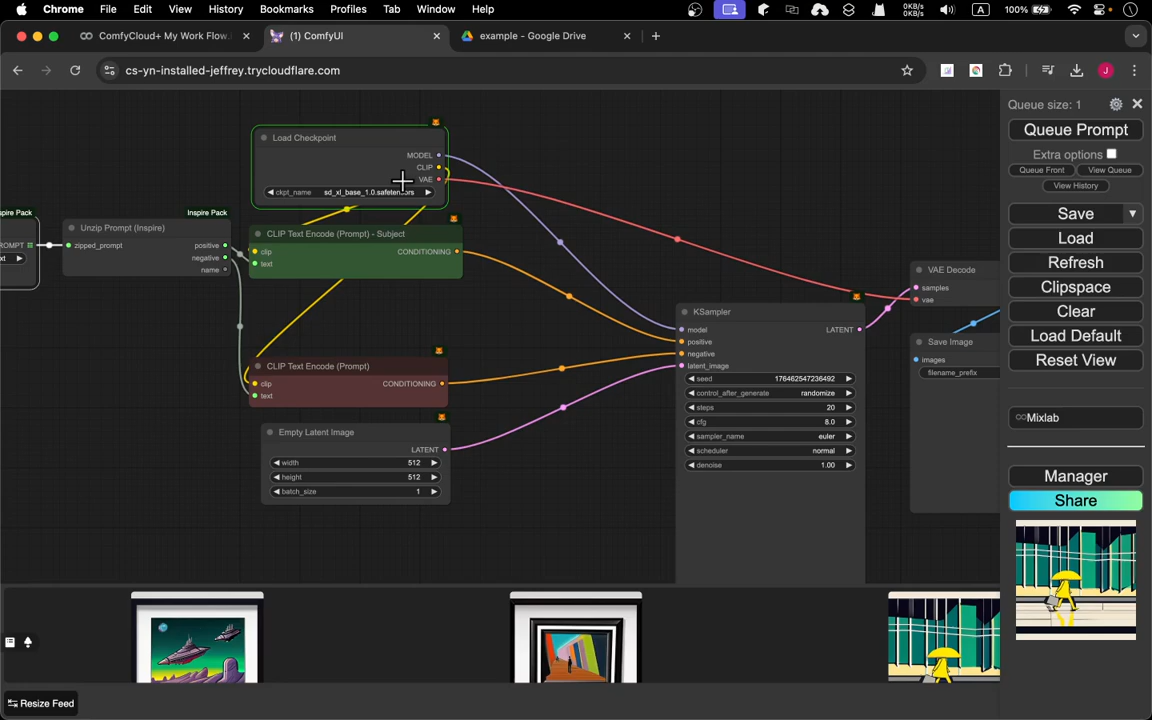 Chrome File Edit View History Bookmarks Profiles Tab Window Help 0KB/s 0KB/s A 100%
ComfyCloud+ My Work Flow. (1) ComfyUI example - Google Drive
cs-yn-installed-jeffrey.trycloudflare.com J
Queue size: 1
Queue Prompt
Extra options
Queue Front View Queue
View History
Save
Load
Refresh
Clipspace
Clear
Load Default
Reset View
Mixlab
Manager
Share
Load Checkpoint
MODEL
CLIP
VAE
ckpt_name sd_xl_base_1.0.safetensors
spire Pack
PROMPT
xt
Inspire Pack
Unzip Prompt (Inspire)
zipped_prompt positive
negative
name
CLIP Text Encode (Prompt) - Subject
clip CONDITIONING
text
CLIP Text Encode (Prompt)
clip CONDITIONING
text
Empty Latent Image
LATENT
width 512
height 512
batch_size 1
KSampler
model LATENT
positive
negative
latent_image
seed 176462547236492
control_after_generate randomize
steps 20
cfg 8.0
sampler_name euler
scheduler normal
denoise 1.00
VAE Decode
samples
vae
Save Image
images
filename_prefix
Resize Feed